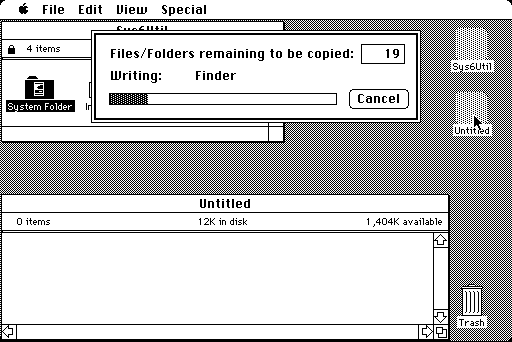 File Edit View Special
Sys6Util
4 items
Files/Folders remaining to be copied: 19
Writing: Finder
Cancel
System Folder
Sys6Util
Untitled
Untitled
0 items 12K in disk 1,404K available
Trash